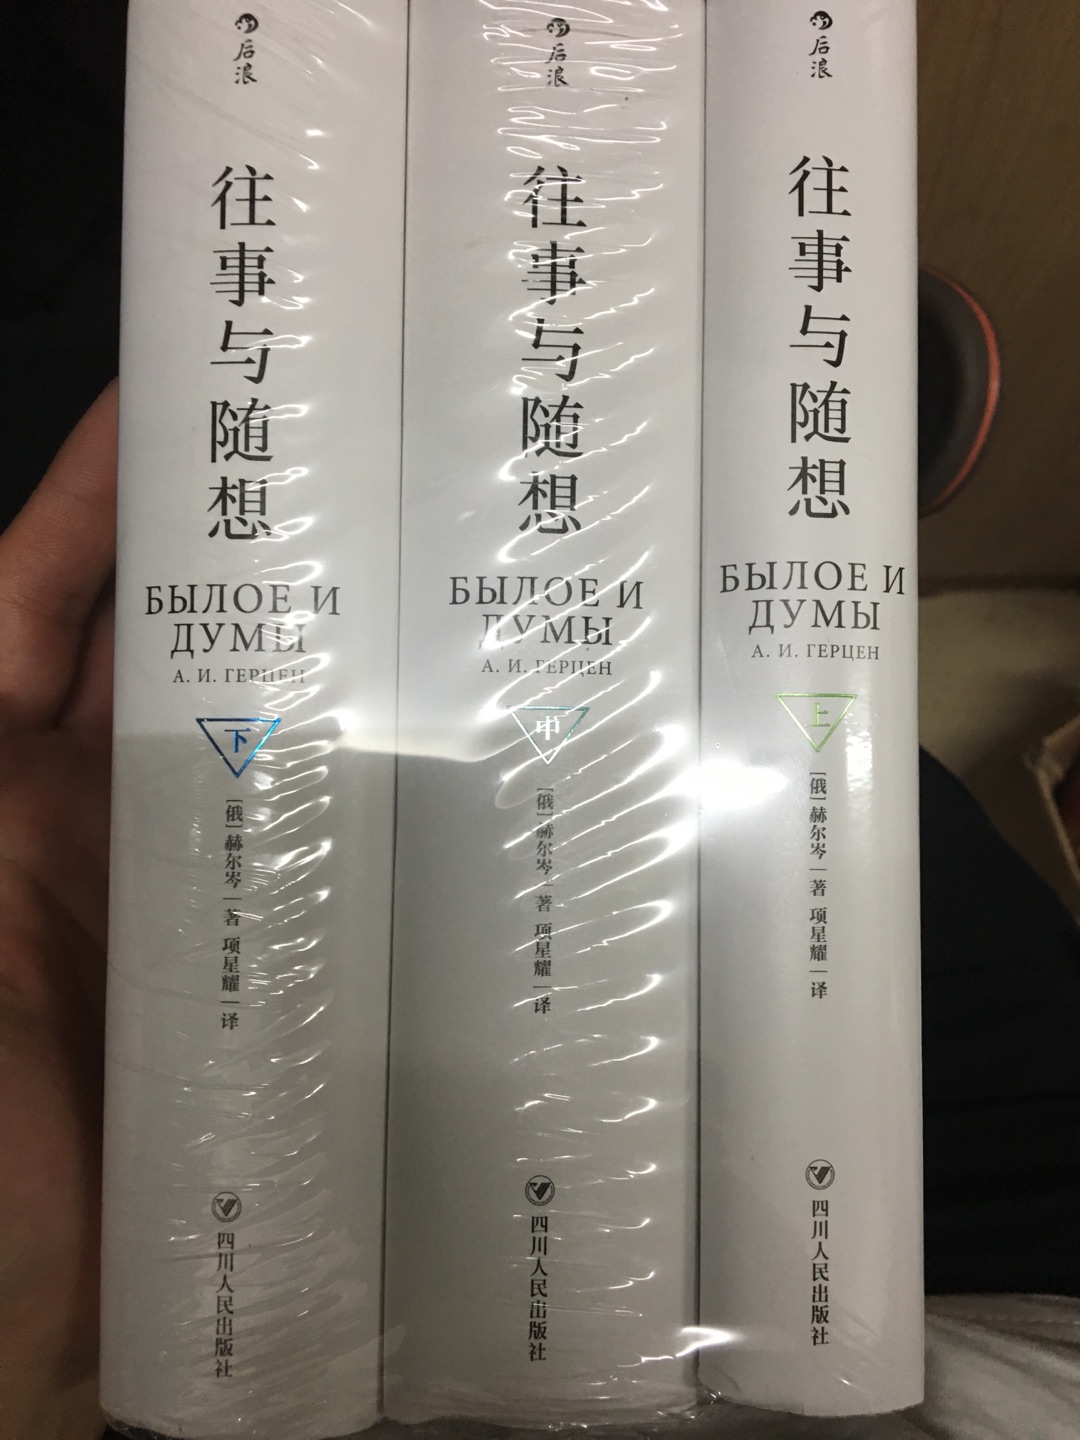 后浪
往事与随想
БЫЛОЕ И
ДУМЫ
А. И. ГЕРЦЕН
下
[俄]赫尔岑|著 项星耀|译
四川人民出版社
后浪
往事与随想
БЫЛОЕ И
ДУМЫ
А. И. ГЕРЦЕН
中
[俄]赫尔岑|著 项星耀|译
四川人民出版社
后浪
往事与随想
БЫЛОЕ И
ДУМЫ
А. И. ГЕРЦЕН
上
[俄]赫尔岑|著 项星耀|译
四川人民出版社